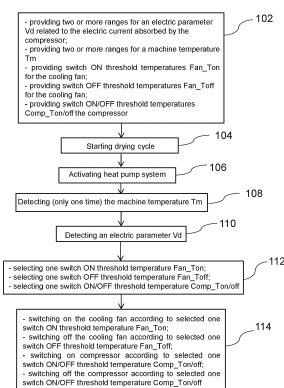 - providing two or more ranges for an electric parameter
Vd related to the electric current absorbed by the
compressor;
- providing two or more ranges for a machine temperature
Tm
- providing switch ON threshold temperatures Fan_Ton
for the cooling fan;
- providing switch OFF threshold temperatures Fan_Toff
for the cooling fan;
- providing switch ON/OFF threshold temperatures
Comp_Ton/off the compressor
102
Starting drying cycle
104
Activating heat pump system
106
Detecting (only one time) the machine temperature Tm
108
Detecting an electric parameter Vd
110
- selecting one switch ON threshold temperature Fan_Ton;
- selecting one switch OFF threshold temperature Fan_Toff;
- selecting one switch ON/OFF threshold temperature Comp_Ton/off
112
- switching on the cooling fan according to selected one
switch ON threshold temperature Fan_Ton;
- switching off the cooling fan according to selected one
switch OFF threshold temperature Fan_Toff;
- switching on compressor according to selected one
switch ON/OFF threshold temperature Comp_Ton/off;
- switching off the compressor according to selected one
switch ON/OFF threshold temperature Comp_Ton/off
114